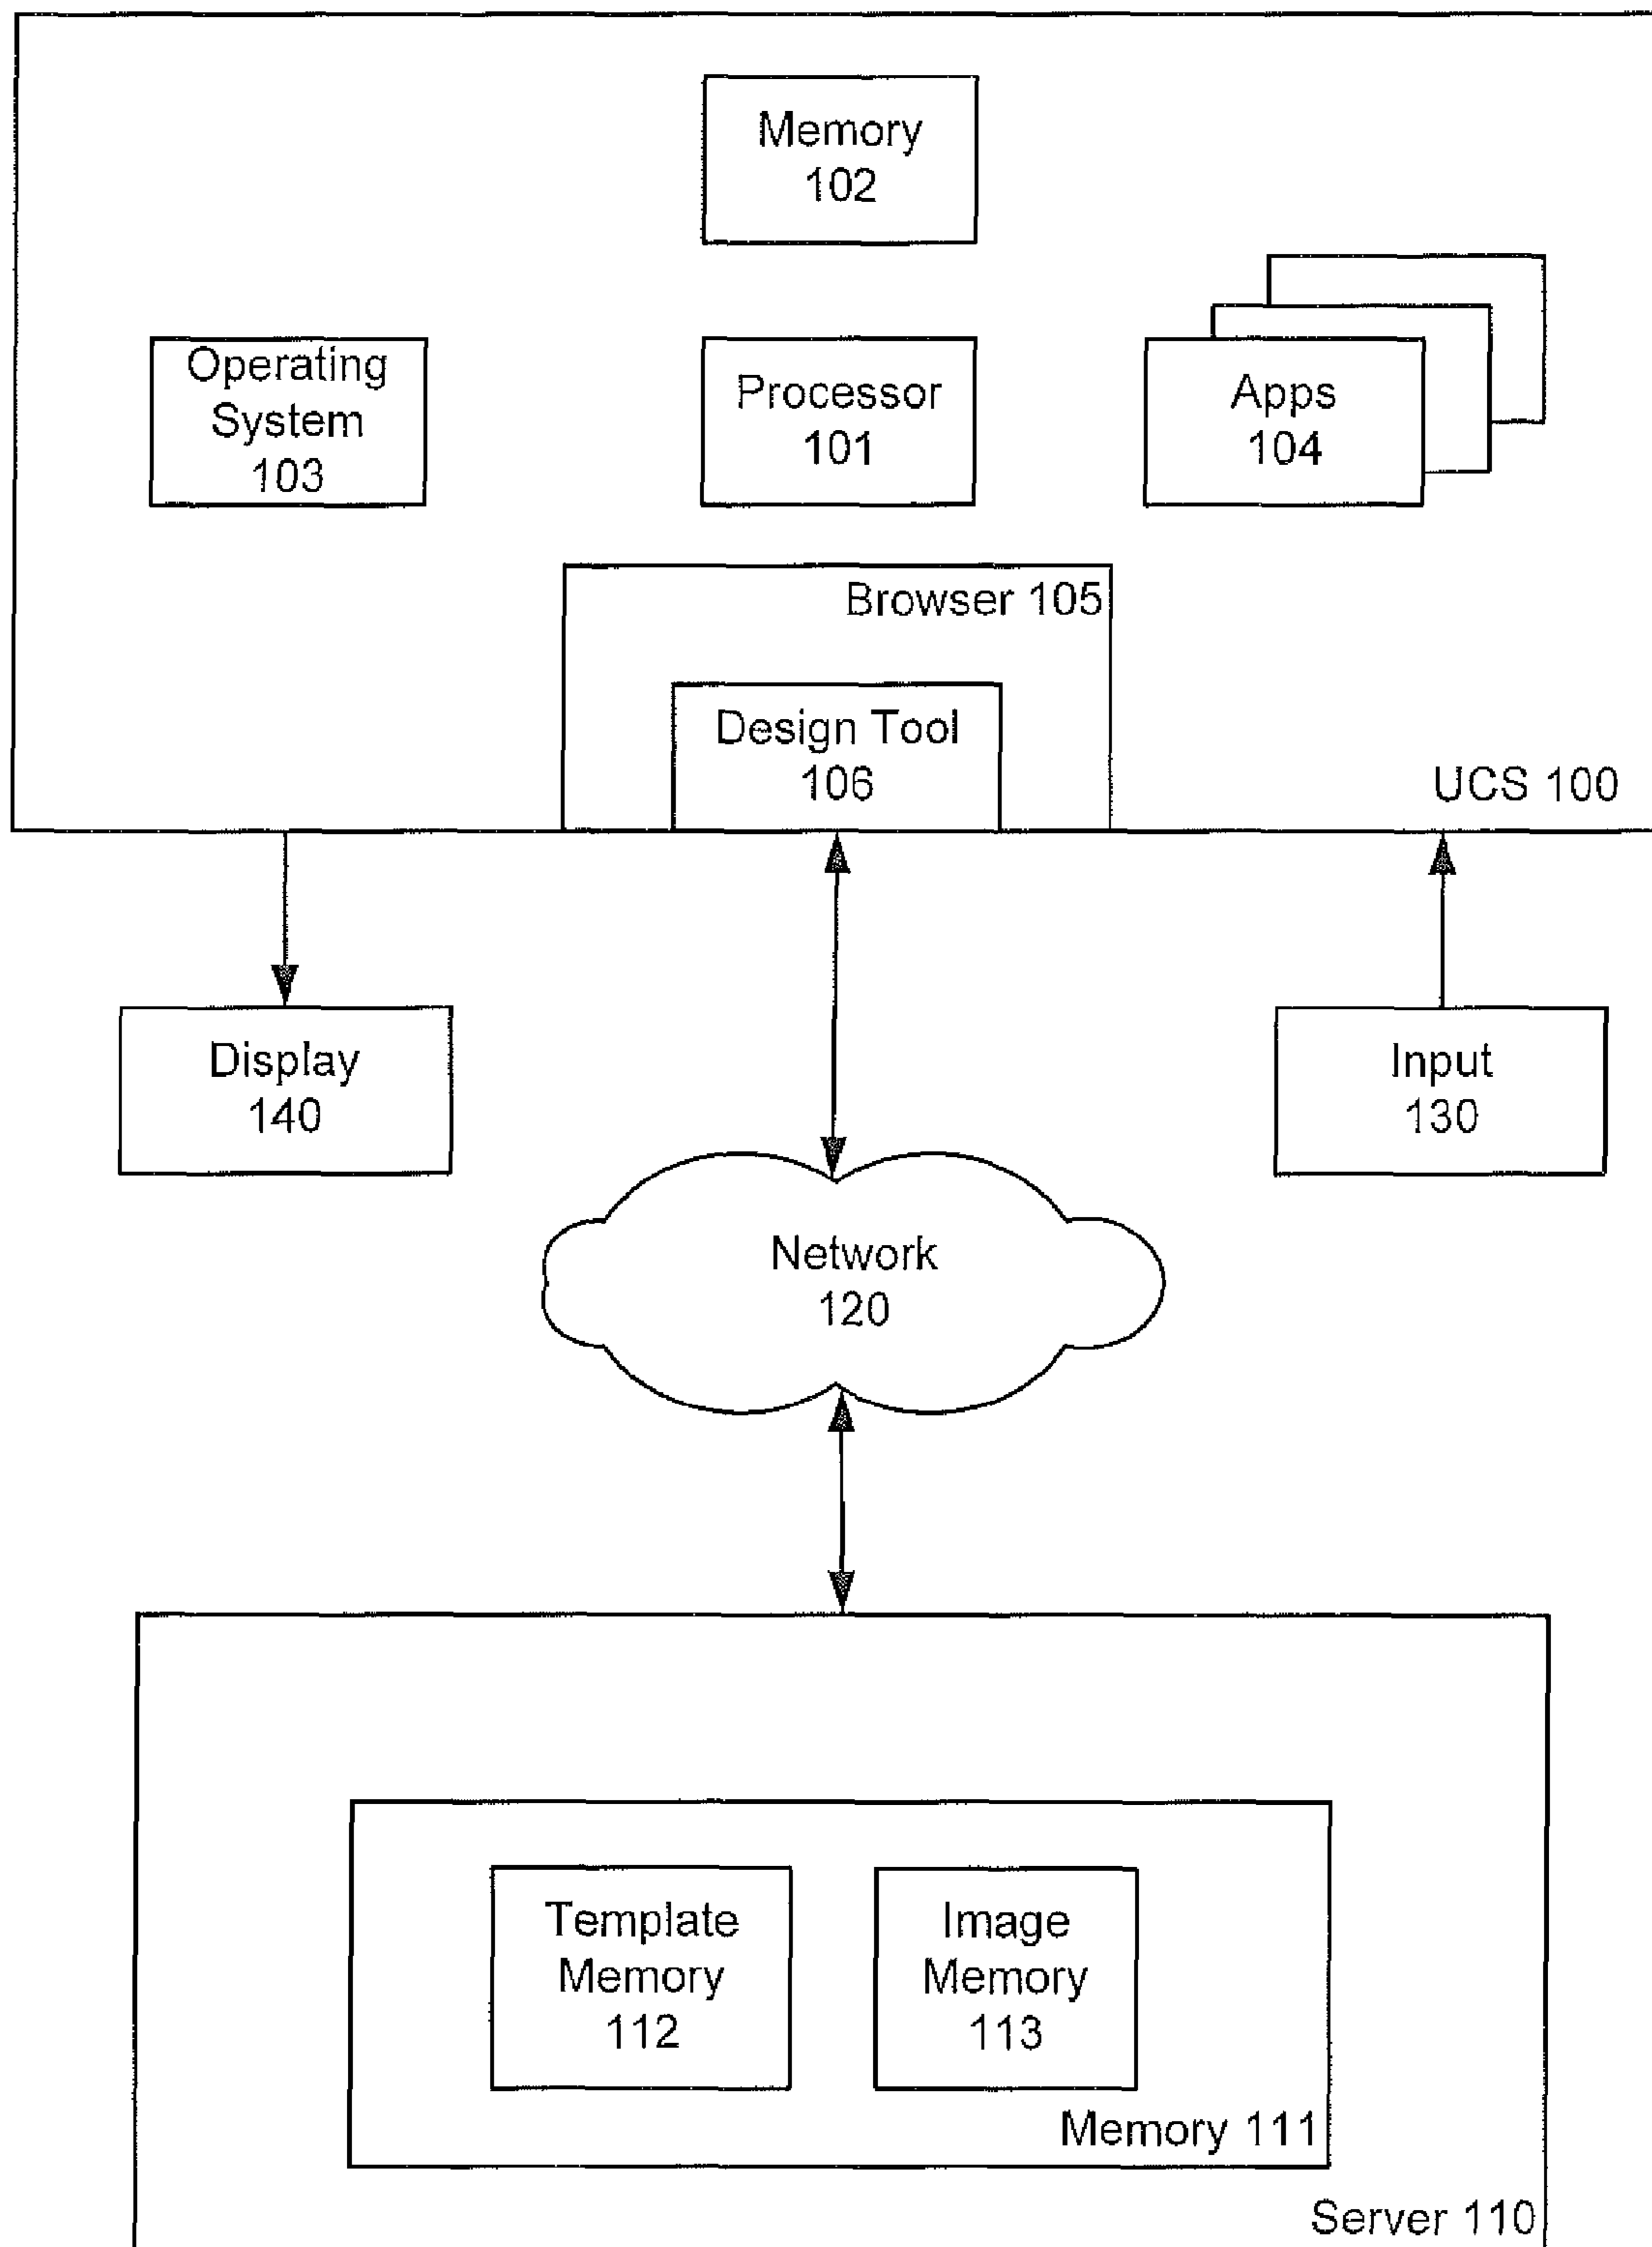 Memory
102
Operating
System
103
Processor
101
Apps
104
Browser 105
Design Tool
106
UCS 100
Display
140
Input
130
Network
120
Template
Memory
112
Image
Memory
113
Memory 111
Server 110